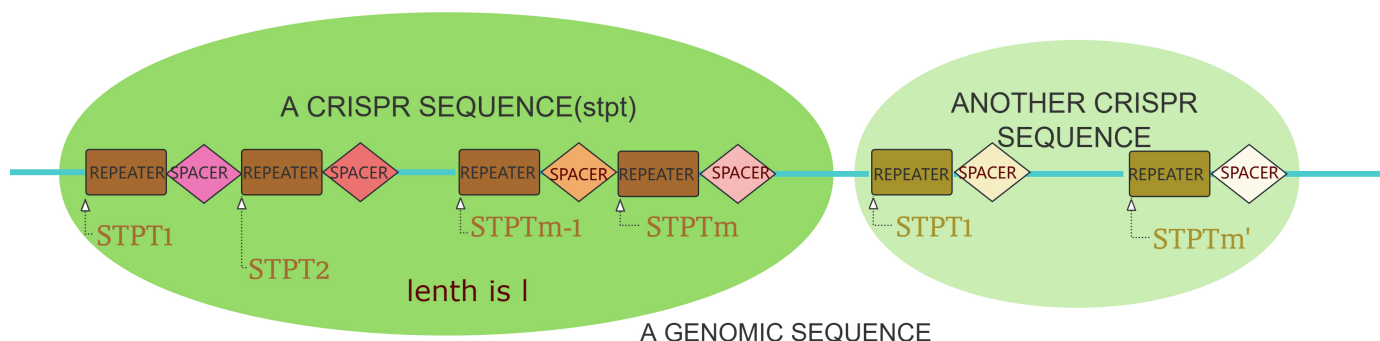 A CRISPR SEQUENCE(stpt)
ANOTHER CRISPR
SEQUENCE
REPEATER SPACER REPEATER SPACER REPEATER SPACER REPEATER SPACER REPEATER SPACER REPEATER SPACER
STPT1 STPTm-1 STPTm STPT1 STPTm'
STPT2
lenth is l
A GENOMIC SEQUENCE